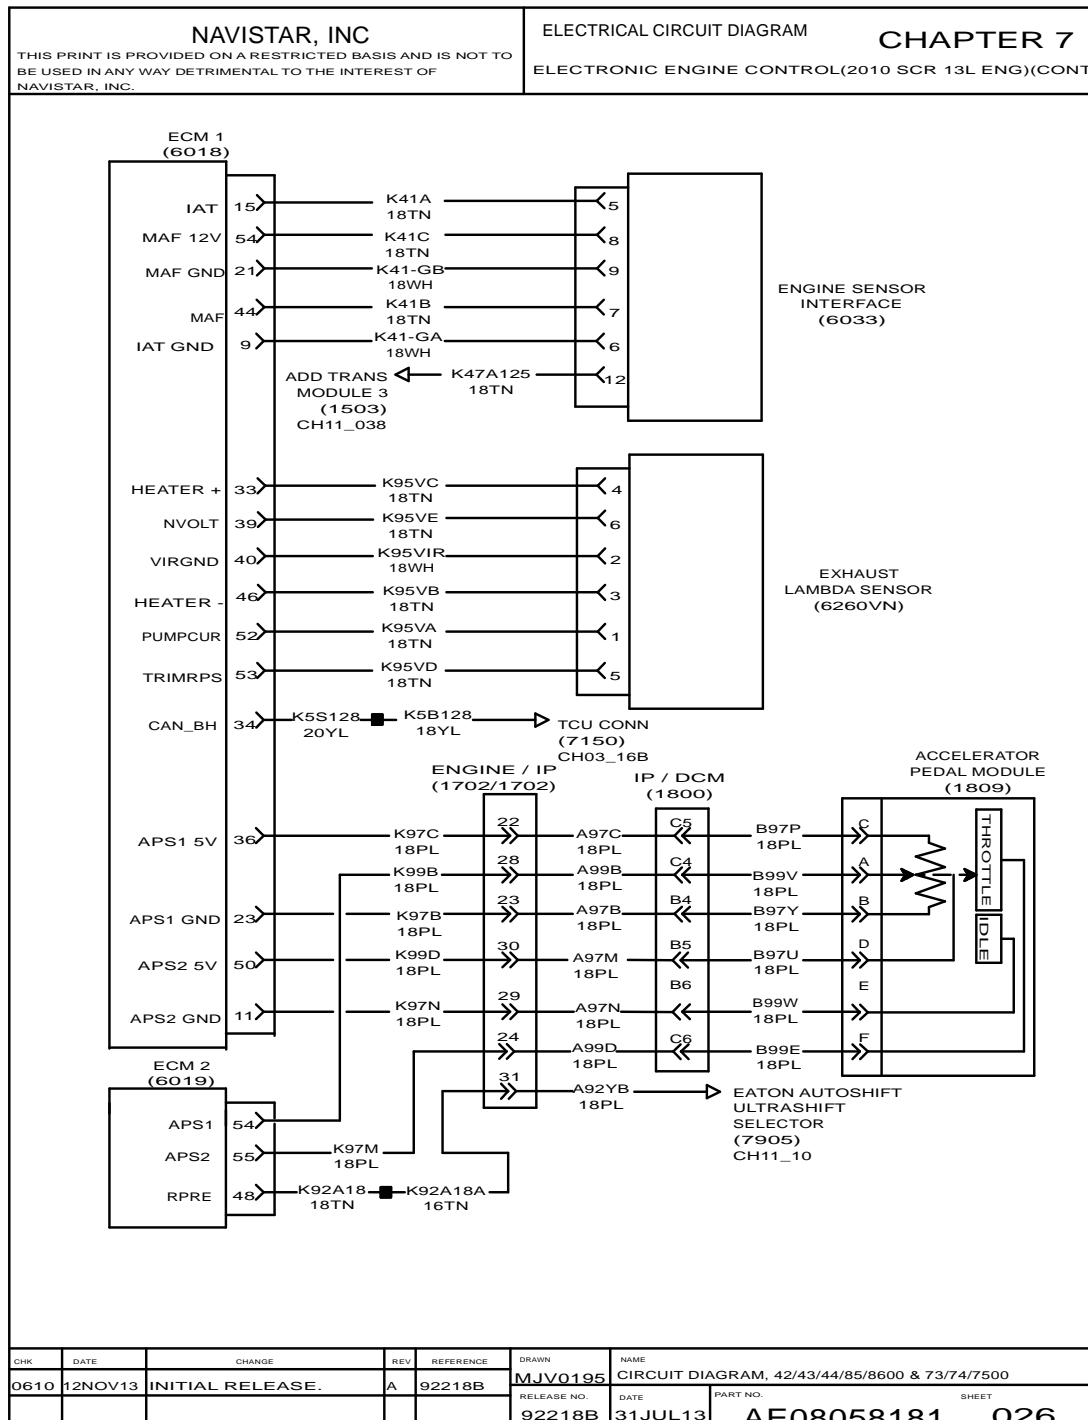 NAVISTAR, INC
THIS PRINT IS PROVIDED ON A RESTRICTED BASIS AND IS NOT TO
BE USED IN ANY WAY DETRIMENTAL TO THE INTEREST OF
NAVISTAR, INC.
ELECTRICAL CIRCUIT DIAGRAM
CHAPTER 7
ELECTRONIC ENGINE CONTROL(2010 SCR 13L ENG)(CONT
ECM 1
(6018)
IAT 15 K41A 5
18TN
MAF 12V 54 K41C 8
18TN
MAF GND 21 K41-GB 9
18WH
MAF 44 K41B 7
18TN
IAT GND 9 K41-GA 6
18WH
ENGINE SENSOR
INTERFACE
(6033)
ADD TRANS
MODULE 3
(1503)
CH11_038
K47A125 12
18TN
HEATER + 33 K95VC 4
18TN
NVOLT 39 K95VE 6
18TN
VIRGND 40 K95VIR 2
18WH
HEATER - 46 K95VB 3
18TN
PUMPCUR 52 K95VA 1
18TN
TRIMRPS 53 K95VD 5
18TN
EXHAUST
LAMBDA SENSOR
(6260VN)
CAN_BH 34 K5S128 K5B128
20YL 18YL
TCU CONN
(7150)
CH03_16B
ENGINE / IP
(1702/1702)
IP / DCM
(1800)
ACCELERATOR
PEDAL MODULE
(1809)
APS1 5V 36 K97C 22 A97C C5 B97P C
18PL 18PL 18PL
K99B 28 A99B C4 B99V A
18PL 18PL 18PL
APS1 GND 23 K97B 23 A97B B4 B97Y B
18PL 18PL 18PL
APS2 5V 50 K99D 30 A97M B5 B97U D
18PL 18PL 18PL
APS2 GND 11 K97N 29 A97N B6 B99W E
18PL 18PL 18PL
24 A99D C6 B99E F
18PL 18PL
31 A92YB
18PL
THROTTLE
IDLE
EATON AUTOSHIFT
ULTRASHIFT
SELECTOR
(7905)
CH11_10
ECM 2
(6019)
APS1 54
APS2 55 K97M
18PL
RPRE 48 K92A18 K92A18A
18TN 16TN
CHK DATE CHANGE REV REFERENCE
0610 12NOV13 INITIAL RELEASE. A 92218B
DRAWN NAME
MJV0195 CIRCUIT DIAGRAM, 42/43/44/85/8600 & 73/74/7500
RELEASE NO. DATE PART NO. SHEET
92218B 31JUL13 AE08058181 026